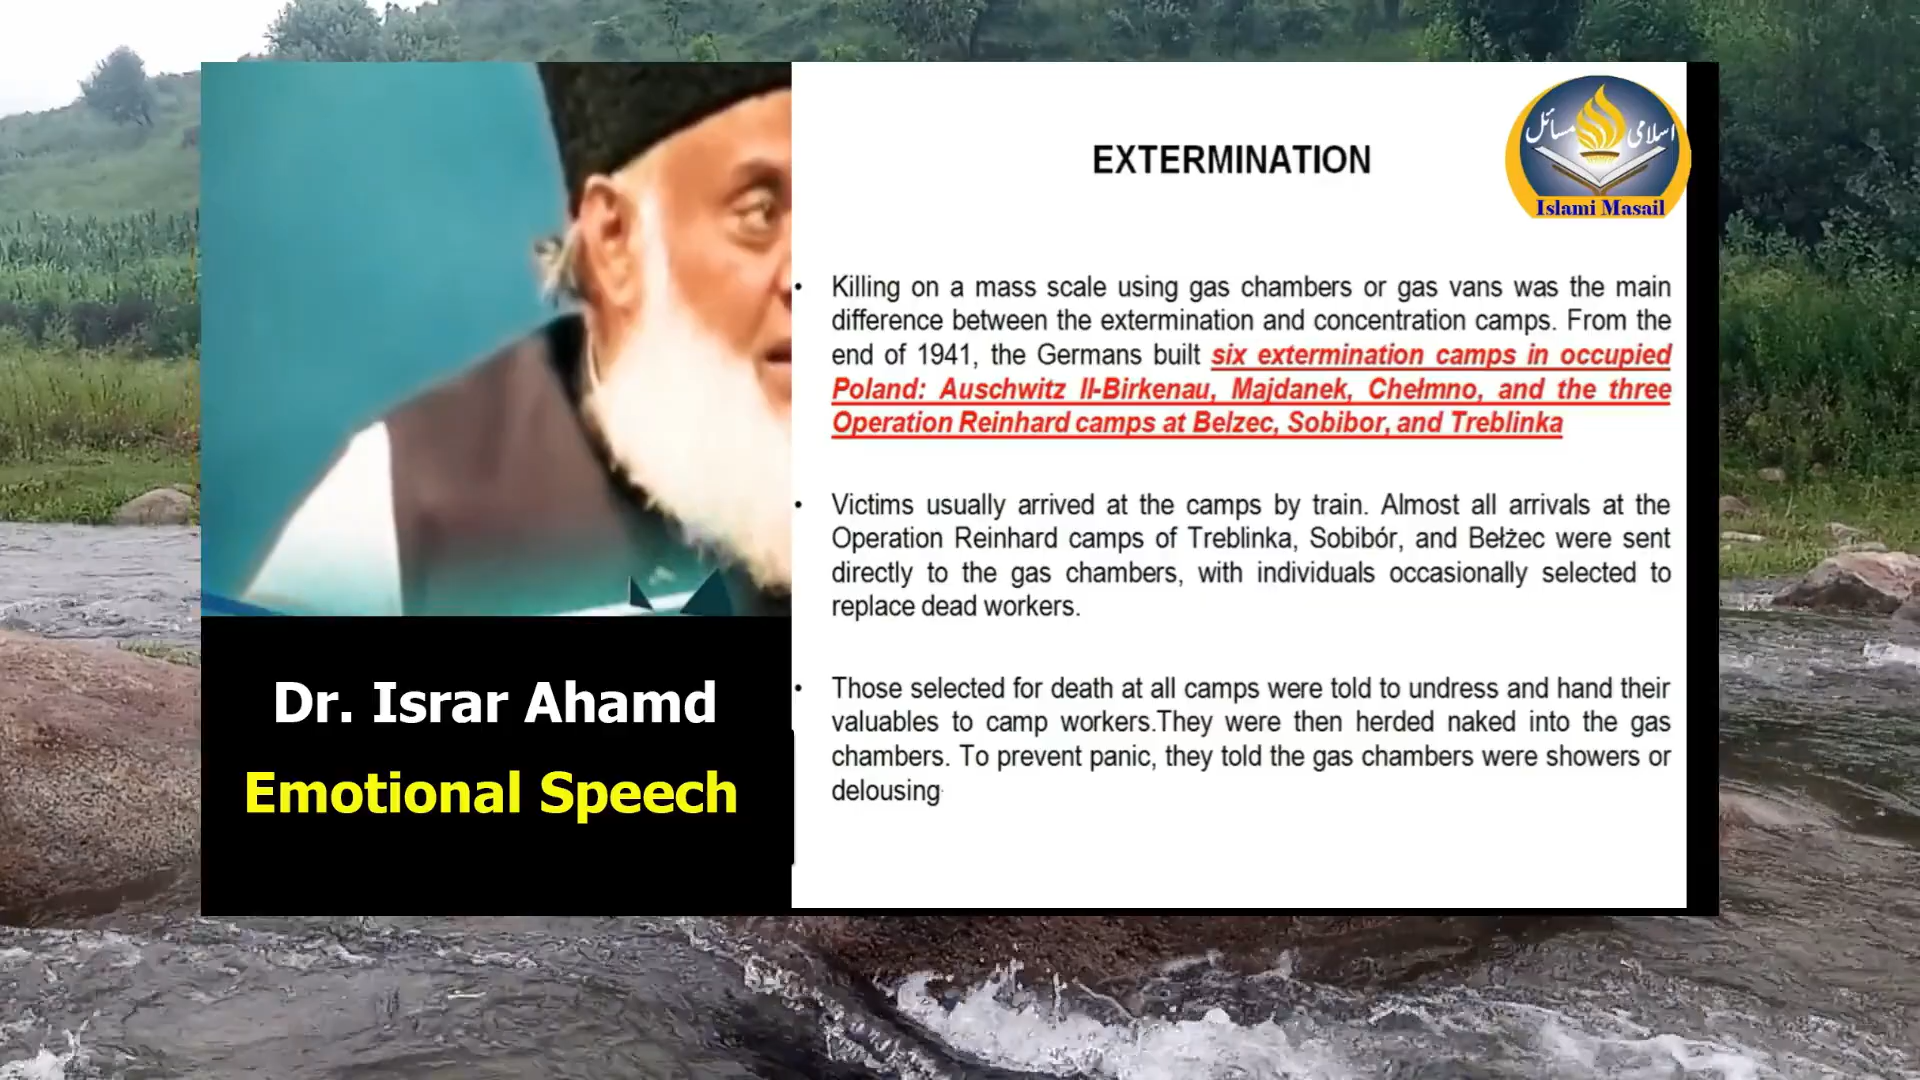 EXTERMINATION
اسلامی مسائل
Islami Masail
• Killing on a mass scale using gas chambers or gas vans was the main
difference between the extermination and concentration camps. From the
end of 1941, the Germans built six extermination camps in occupied
Poland: Auschwitz II-Birkenau, Majdanek, Chełmno, and the three
Operation Reinhard camps at Belzec, Sobibor, and Treblinka
• Victims usually arrived at the camps by train. Almost all arrivals at the
Operation Reinhard camps of Treblinka, Sobibór, and Bełżec were sent
directly to the gas chambers, with individuals occasionally selected to
replace dead workers.
• Those selected for death at all camps were told to undress and hand their
valuables to camp workers.They were then herded naked into the gas
chambers. To prevent panic, they told the gas chambers were showers or
delousing
Dr. Israr Ahamd
Emotional Speech